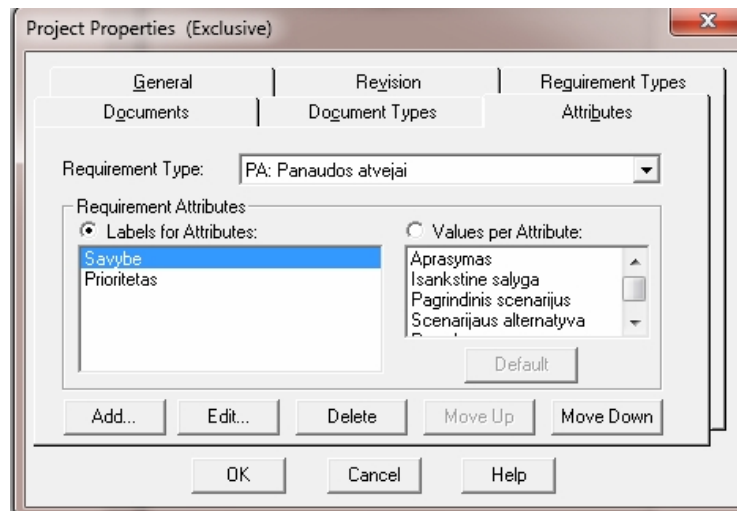 Project Properties (Exclusive)
x
General Revision Requirement Types
Documents Document Types Attributes
Requirement Type: PA: Panaudos atvejai
Requirement Attributes
Labels for Attributes: Values per Attribute:
Savybe
Prioritetas
Aprasymas
Isankstine salyga
Pagrindinis scenarijus
Scenarijaus alternatyva
Default
Add... Edit... Delete Move Up Move Down
OK Cancel Help